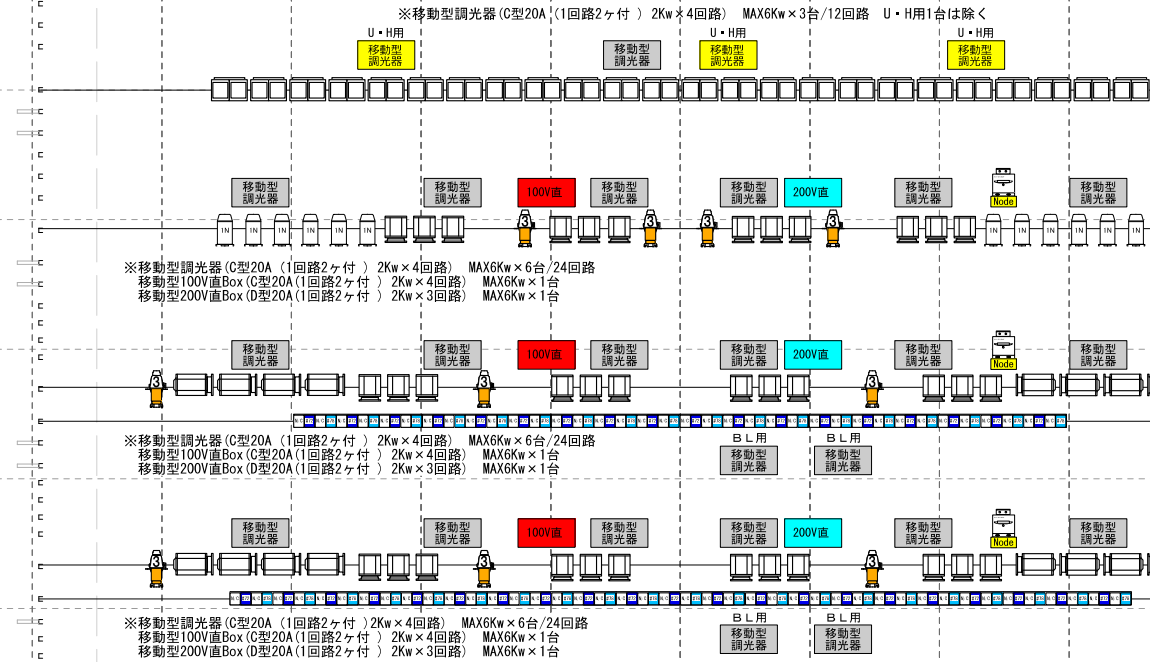 ※移動型調光器(C型20A (1回路2ヶ付 ) 2Kw×4回路)　MAX6Kw×3台/12回路　U・H用1台は除く
U・H用
U・H用
U・H用
移動型
調光器
移動型
調光器
移動型
調光器
移動型
調光器
移動型
調光器
移動型
調光器
100V直
移動型
調光器
移動型
調光器
200V直
移動型
調光器
Node
移動型
調光器
IN IN IN IN IN IN 3 3 3 3 IN IN IN IN IN IN
※移動型調光器(C型20A (1回路2ヶ付 ) 2Kw×4回路)　MAX6Kw×6台/24回路
移動型100V直Box(C型20A(1回路2ヶ付 ) 2Kw×4回路)　MAX6Kw×1台
移動型200V直Box(D型20A(1回路2ヶ付 ) 2Kw×3回路)　MAX6Kw×1台
移動型
調光器
移動型
調光器
100V直
移動型
調光器
移動型
調光器
200V直
移動型
調光器
Node
移動型
調光器
3 3 3
※移動型調光器(C型20A (1回路2ヶ付 ) 2Kw×4回路)　MAX6Kw×6台/24回路
移動型100V直Box(C型20A(1回路2ヶ付 ) 2Kw×4回路)　MAX6Kw×1台
移動型200V直Box(D型20A(1回路2ヶ付 ) 2Kw×3回路)　MAX6Kw×1台
ＢＬ用
移動型
調光器
ＢＬ用
移動型
調光器
移動型
調光器
移動型
調光器
100V直
移動型
調光器
移動型
調光器
200V直
移動型
調光器
Node
移動型
調光器
3 3 3
※移動型調光器(C型20A (1回路2ヶ付 )2Kw×4回路)　MAX6Kw×6台/24回路
移動型100V直Box(C型20A(1回路2ヶ付 ) 2Kw×4回路)　MAX6Kw×1台
移動型200V直Box(D型20A(1回路2ヶ付 ) 2Kw×3回路)　MAX6Kw×1台
ＢＬ用
移動型
調光器
ＢＬ用
移動型
調光器